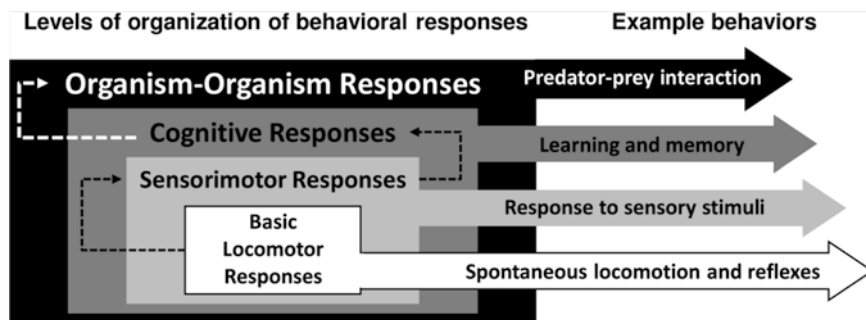 Levels of organization of behavioral responses
Example behaviors
Organism-Organism Responses
Predator-prey interaction
Cognitive Responses
Learning and memory
Sensorimotor Responses
Response to sensory stimuli
Basic
Locomotor
Responses
Spontaneous locomotion and reflexes